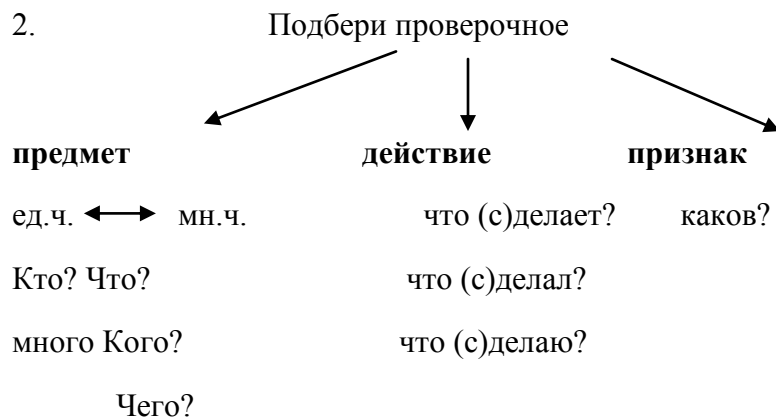 2. Подбери проверочное
предмет действие признак
ед.ч. мн.ч. что (с)делает? каков?
Кто? Что? что (с)делал?
много Кого? что (с)делаю?
Чего?